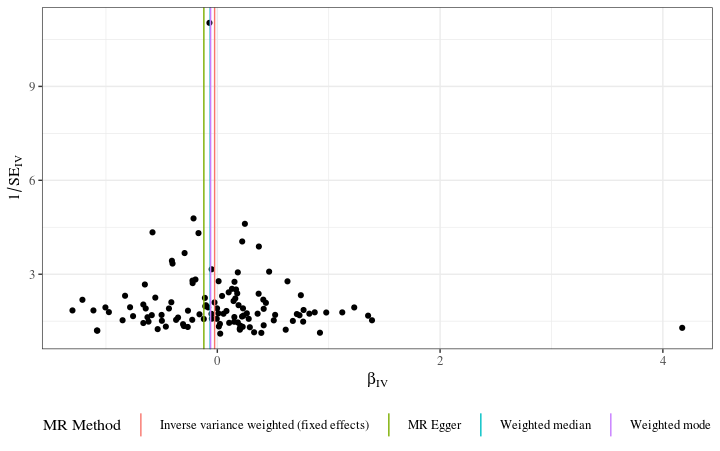 1/SE_IV
9
6
3
0
2
4
β_IV
MR Method
Inverse variance weighted (fixed effects)
MR Egger
Weighted median
Weighted mode